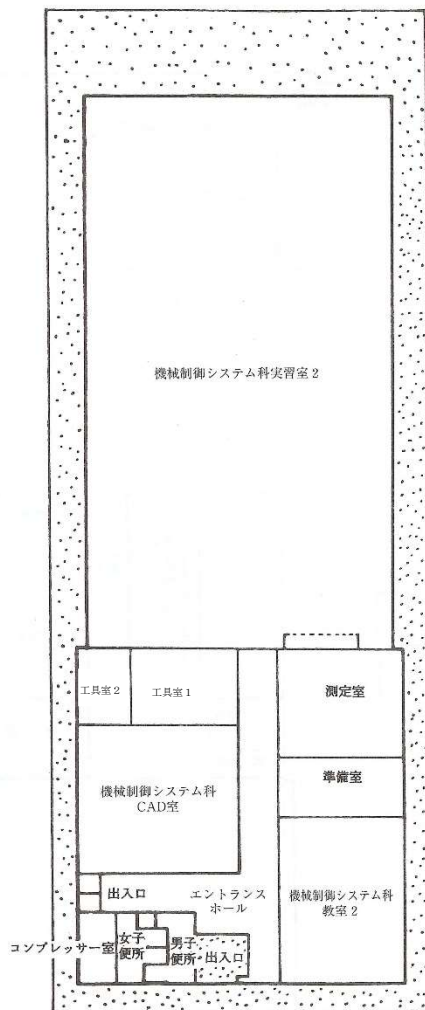 機械制御システム科実習室2
工具室2
工具室1
測定室
準備室
機械制御システム科
CAD室
出入口
エントランス
ホール
機械制御システム科
教室2
コンプレッサー室
女子
便所
男子
便所
出入口